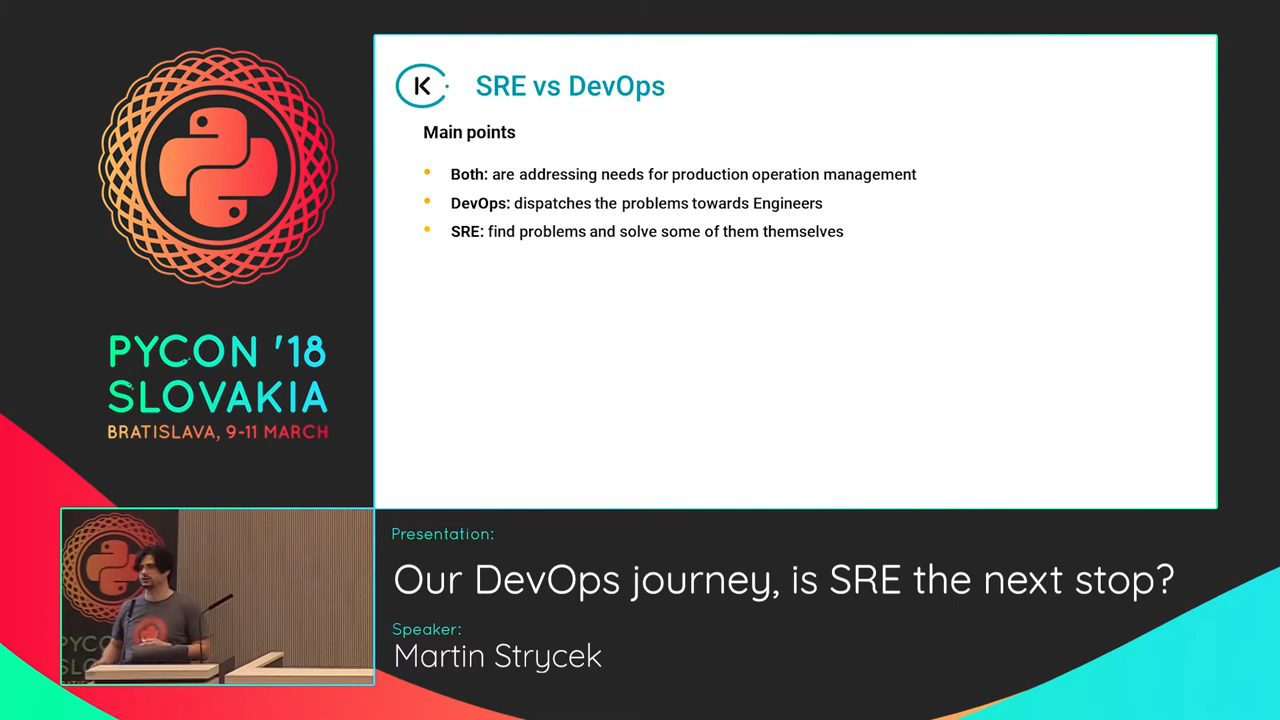 PYCON '18
SLOVAKIA
BRATISLAVA, 9-11 MARCH
K
SRE vs DevOps
Main points
Both: are addressing needs for production operation management
DevOps: dispatches the problems towards Engineers
SRE: find problems and solve some of them themselves
Presentation:
Our DevOps journey, is SRE the next stop?
Speaker:
Martin Strycek